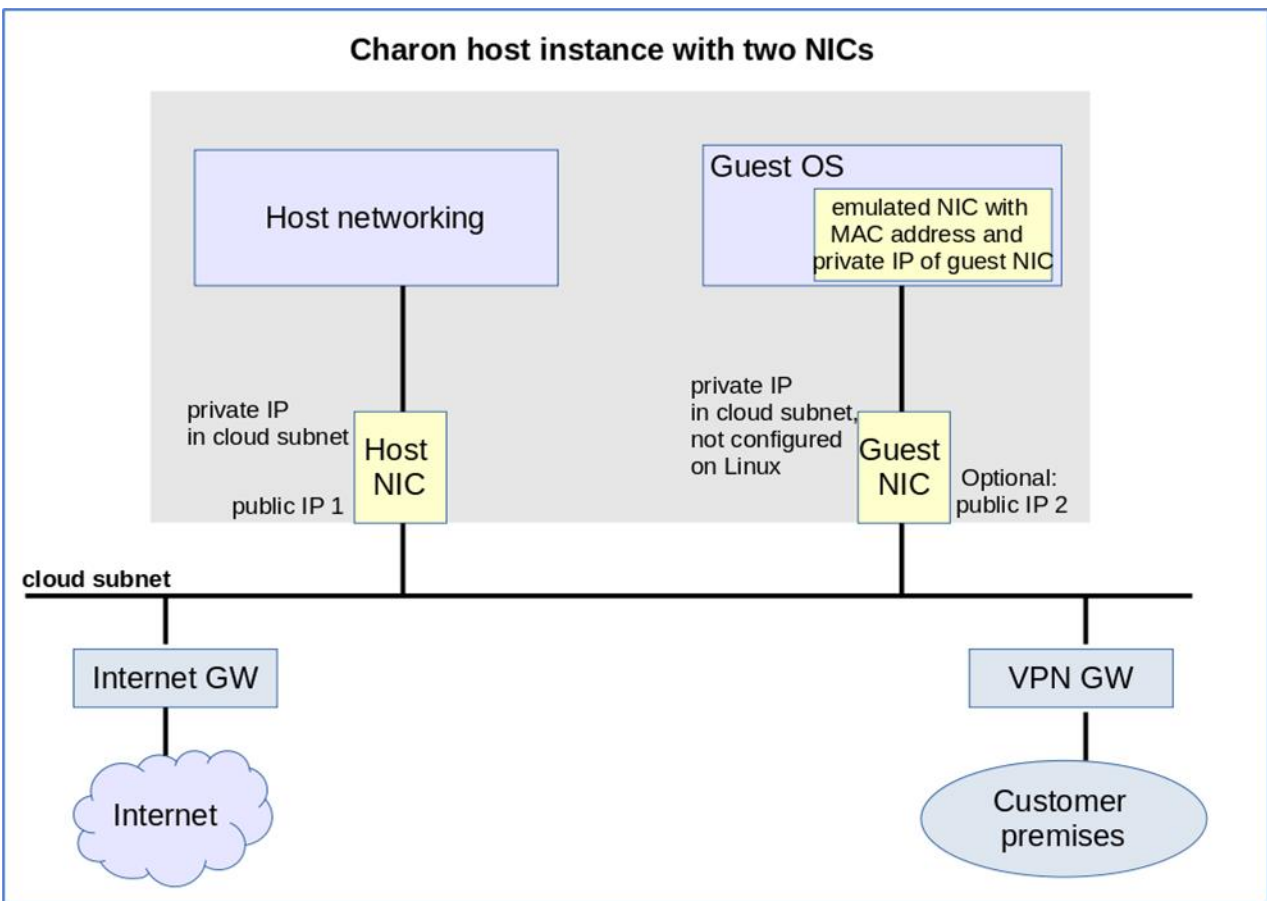 Charon host instance with two NICs
Host networking
Guest OS
emulated NIC with
MAC address and
private IP of guest NIC
private IP
in cloud subnet
Host
NIC
public IP 1
private IP
in cloud subnet,
not configured
on Linux
Guest
NIC
Optional:
public IP 2
cloud subnet
Internet GW
VPN GW
Internet
Customer
premises